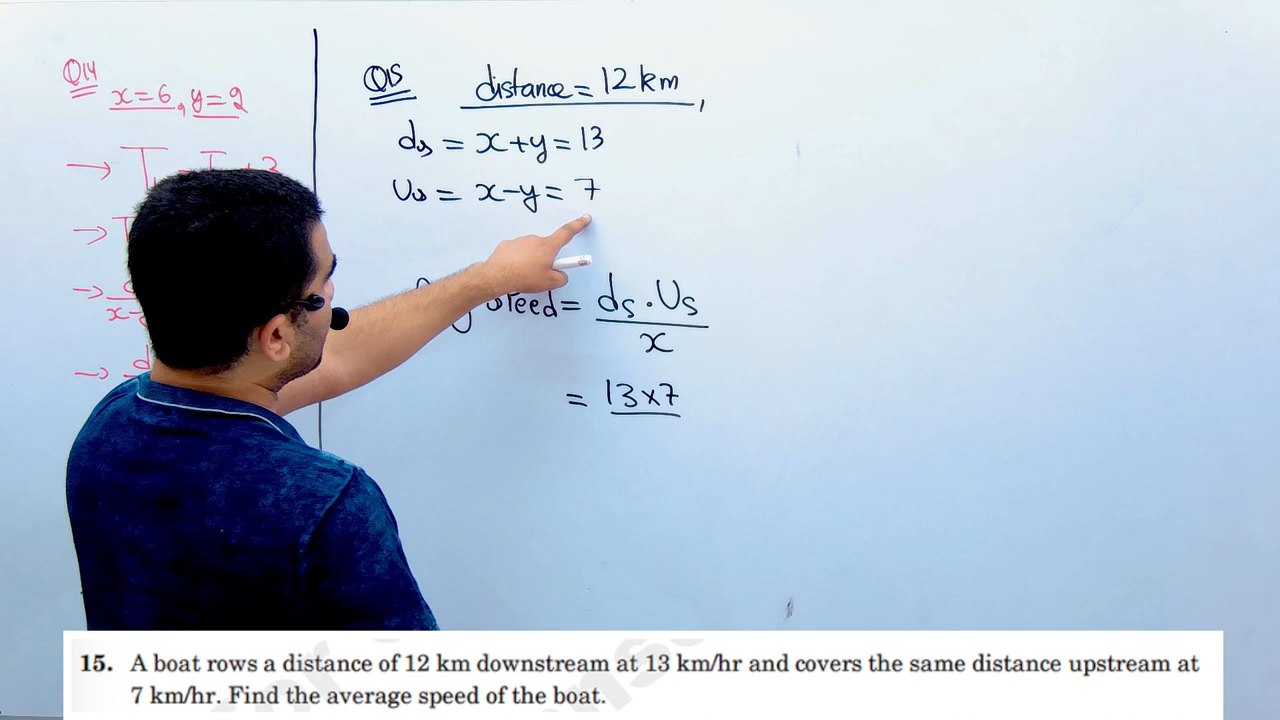 Q14
x=6, y=2
Q15
distance = 12 km,
ds = x+y = 13
Us = x-y = 7
= ds . Us / x
= 13x7
15. A boat rows a distance of 12 km downstream at 13 km/hr and covers the same distance upstream at
7 km/hr. Find the average speed of the boat.